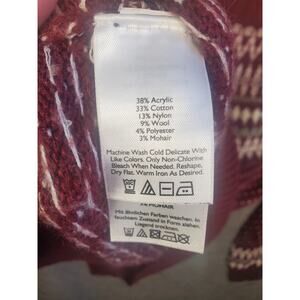 38% Acrylic
33% Cotton
13% Nylon
9% Wool
4% Polyester
3% Mohair
Machine Wash Cold Delicate With
Like Colors. Only Non-Chlorine
Bleach When Needed. Reshape,
Dry Flat. Warm Iron As Desired.
MOHAIR
Mit ähnlichen Farben waschen. In
feuchtem Zustand in Form ziehen.
Liegend trocknen.